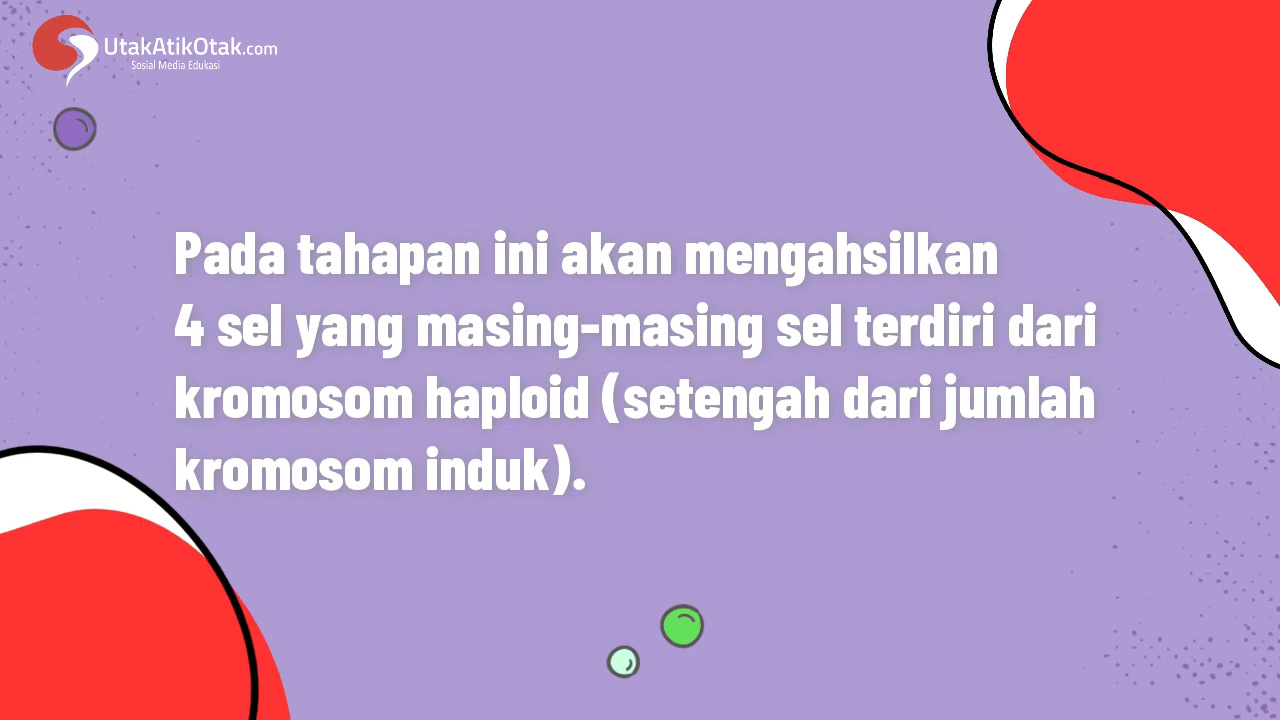 UtakAtikOtak.com
Sosial Media Edukasi
Pada tahapan ini akan mengahsilkan
4 sel yang masing-masing sel terdiri dari
kromosom haploid (setengah dari jumlah
kromosom induk).